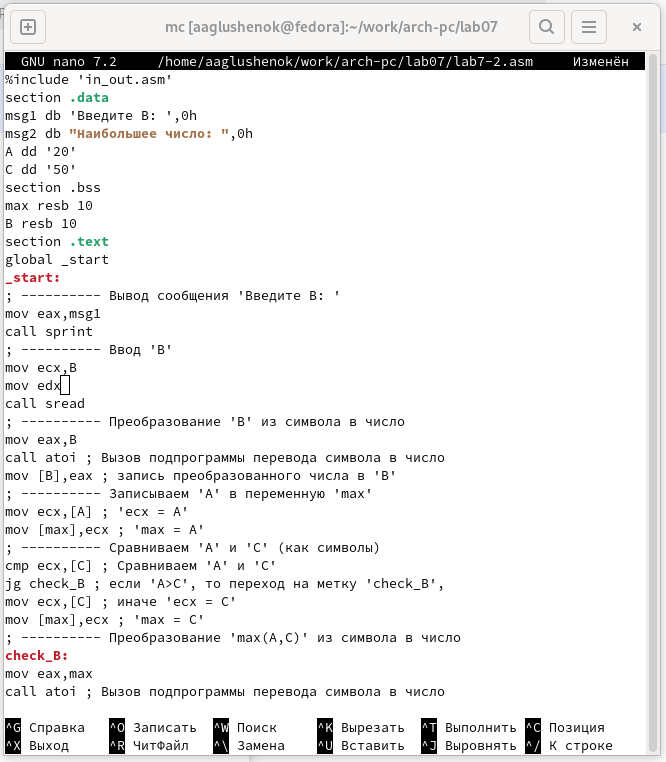 mc [aaglushenok@fedora]:~/work/arch-pc/lab07
GNU nano 7.2 /home/aaglushenok/work/arch-pc/lab07/lab7-2.asm Изменён
%include 'in_out.asm'
section .data
msg1 db 'Введите B: ',0h
msg2 db "Наибольшее число: ",0h
A dd '20'
C dd '50'
section .bss
max resb 10
B resb 10
section .text
global _start
_start:
; ---------- Вывод сообщения 'Введите B: '
mov eax,msg1
call sprint
; ---------- Ввод 'B'
mov ecx,B
mov edx
call sread
; ---------- Преобразование 'B' из символа в число
mov eax,B
call atoi ; Вызов подпрограммы перевода символа в число
mov [B],eax ; запись преобразованного числа в 'B'
; ---------- Записываем 'A' в переменную 'max'
mov ecx,[A] ; 'ecx = A'
mov [max],ecx ; 'max = A'
; ---------- Сравниваем 'A' и 'C' (как символы)
cmp ecx,[C] ; Сравниваем 'A' и 'C'
jg check_B ; если 'A>C', то переход на метку 'check_B',
mov ecx,[C] ; иначе 'ecx = C'
mov [max],ecx ; 'max = C'
; ---------- Преобразование 'max(A,C)' из символа в число
check_B:
mov eax,max
call atoi ; Вызов подпрограммы перевода символа в число
^G Справка ^O Записать ^W Поиск ^K Вырезать ^T Выполнить ^C Позиция
^X Выход ^R ЧитФайл ^\ Замена ^U Вставить ^J Выровнять ^/ К строке